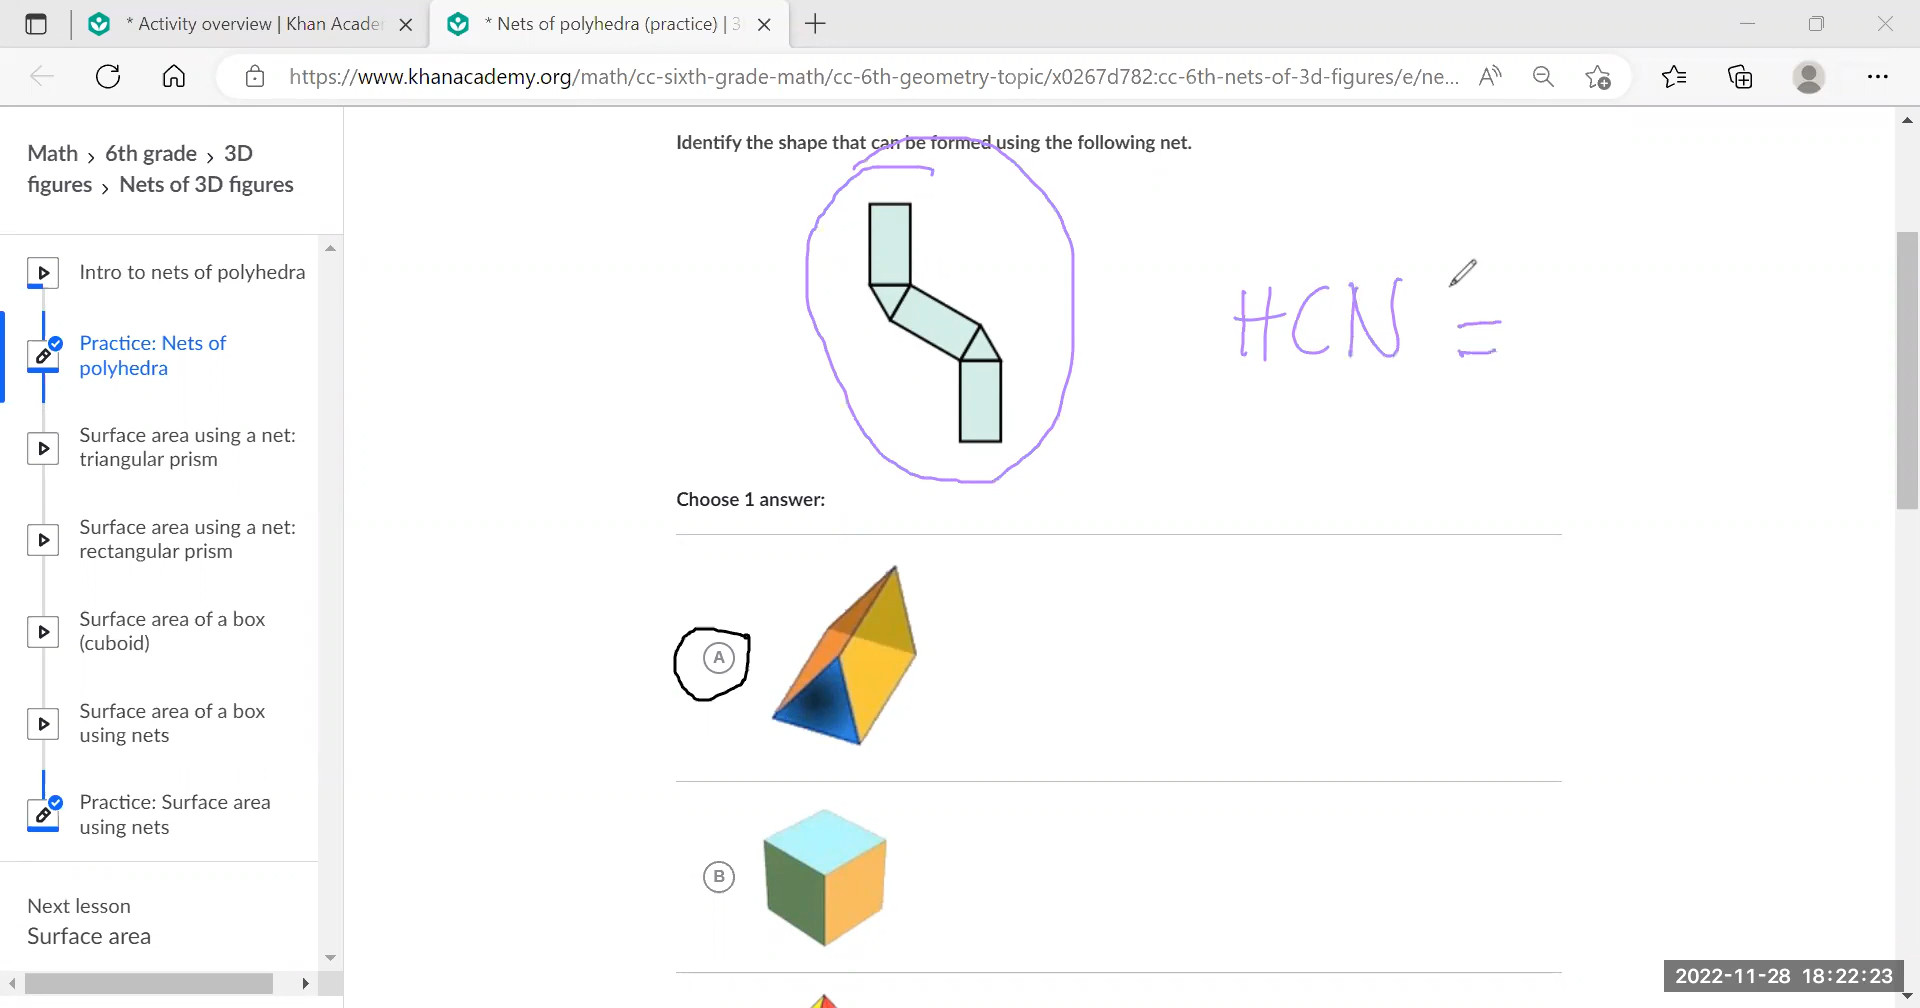 * Activity overview | Khan Acade
* Nets of polyhedra (practice) | 3
https://www.khanacademy.org/math/cc-sixth-grade-math/cc-6th-geometry-topic/x0267d782:cc-6th-nets-of-3d-figures/e/ne...
Math › 6th grade › 3D
figures › Nets of 3D figures
Intro to nets of polyhedra
Practice: Nets of
polyhedra
Surface area using a net:
triangular prism
Surface area using a net:
rectangular prism
Surface area of a box
(cuboid)
Surface area of a box
using nets
Practice: Surface area
using nets
Next lesson
Surface area
Identify the shape that can be formed using the following net.
HCN =
Choose 1 answer:
A
B
2022-11-28 18:22:23